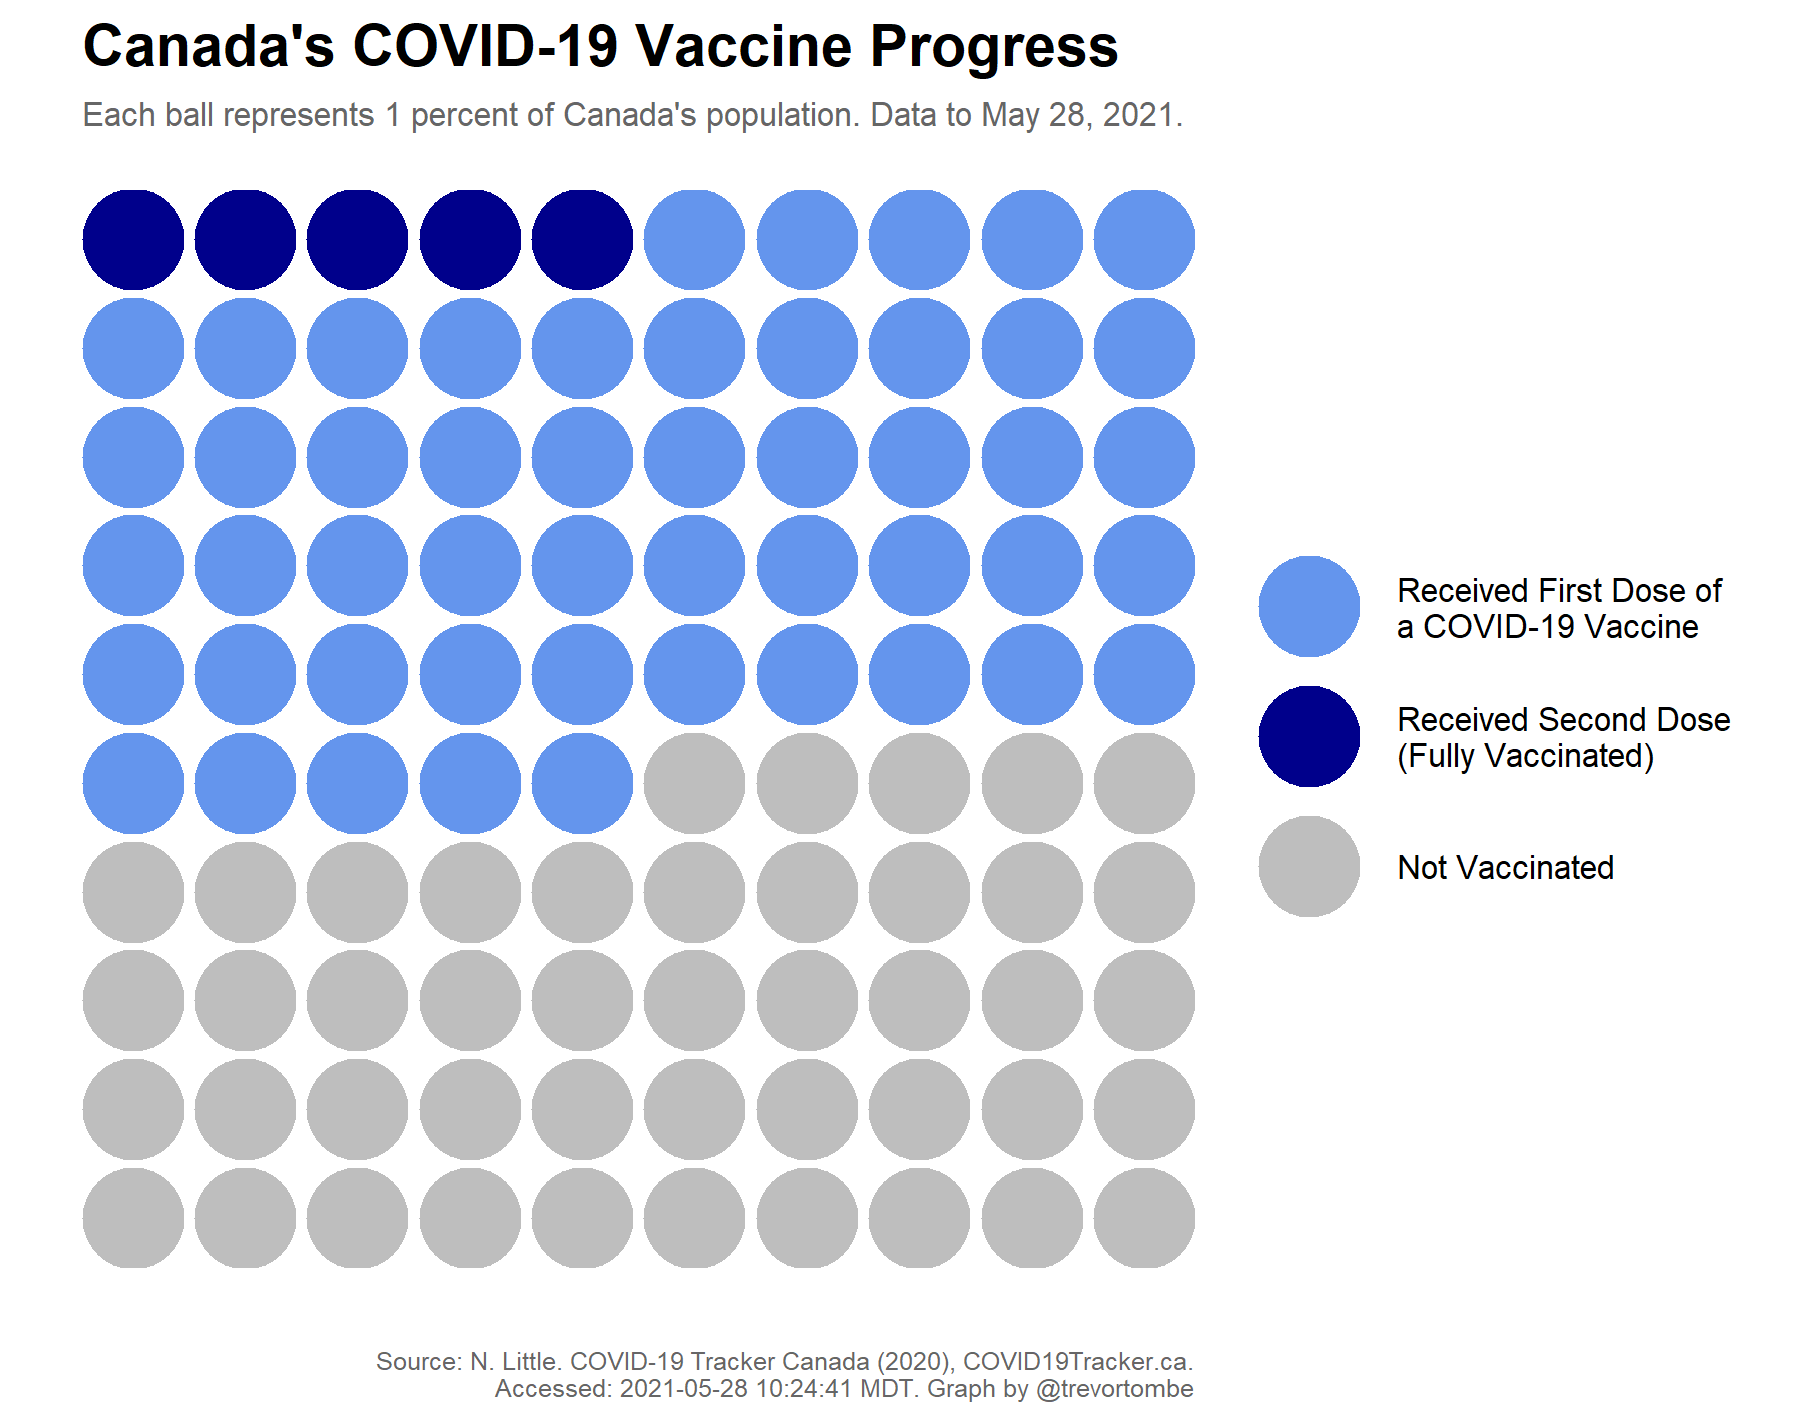 Canada's COVID-19 Vaccine Progress
Each ball represents 1 percent of Canada's population. Data to May 28, 2021.
Received First Dose of
a COVID-19 Vaccine
Received Second Dose
(Fully Vaccinated)
Not Vaccinated
Source: N. Little. COVID-19 Tracker Canada (2020), COVID19Tracker.ca.
Accessed: 2021-05-28 10:24:41 MDT. Graph by @trevortombe